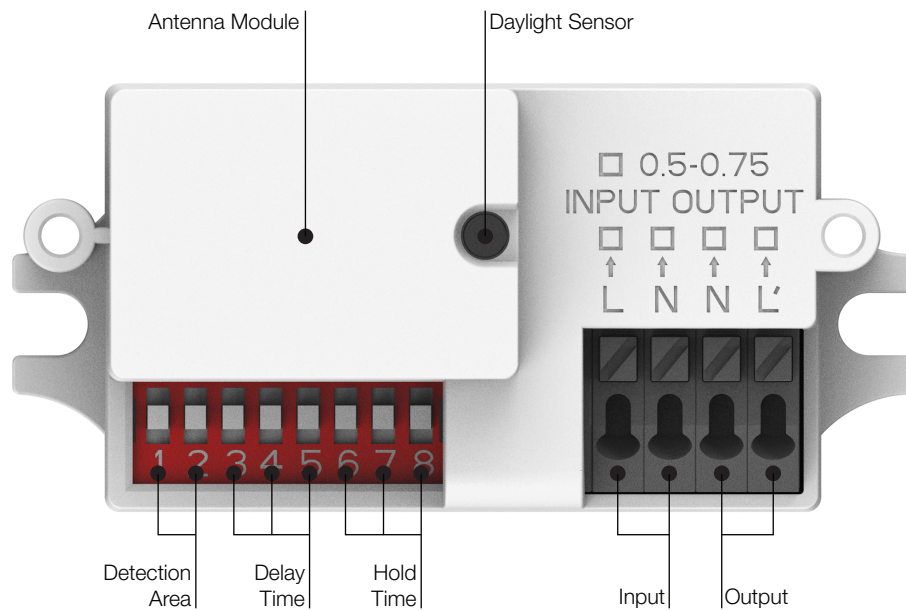 Antenna Module
Daylight Sensor
0.5-0.75
INPUT OUTPUT
L N N L'
1 2 3 4 5 6 7 8
Detection
Area
Delay
Time
Hold
Time
Input
Output